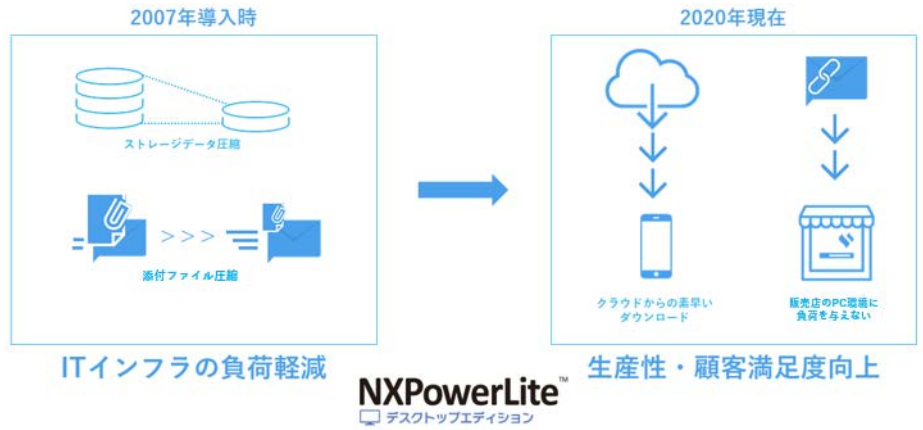 2007年導入時
ストレージデータ圧縮
>>>
添付ファイル圧縮
ITインフラの負荷軽減
2020年現在
クラウドからの素早い
ダウンロード
販売店のPC環境に
負荷を与えない
生産性・顧客満足度向上
NXPowerLite™
デスクトップエディション